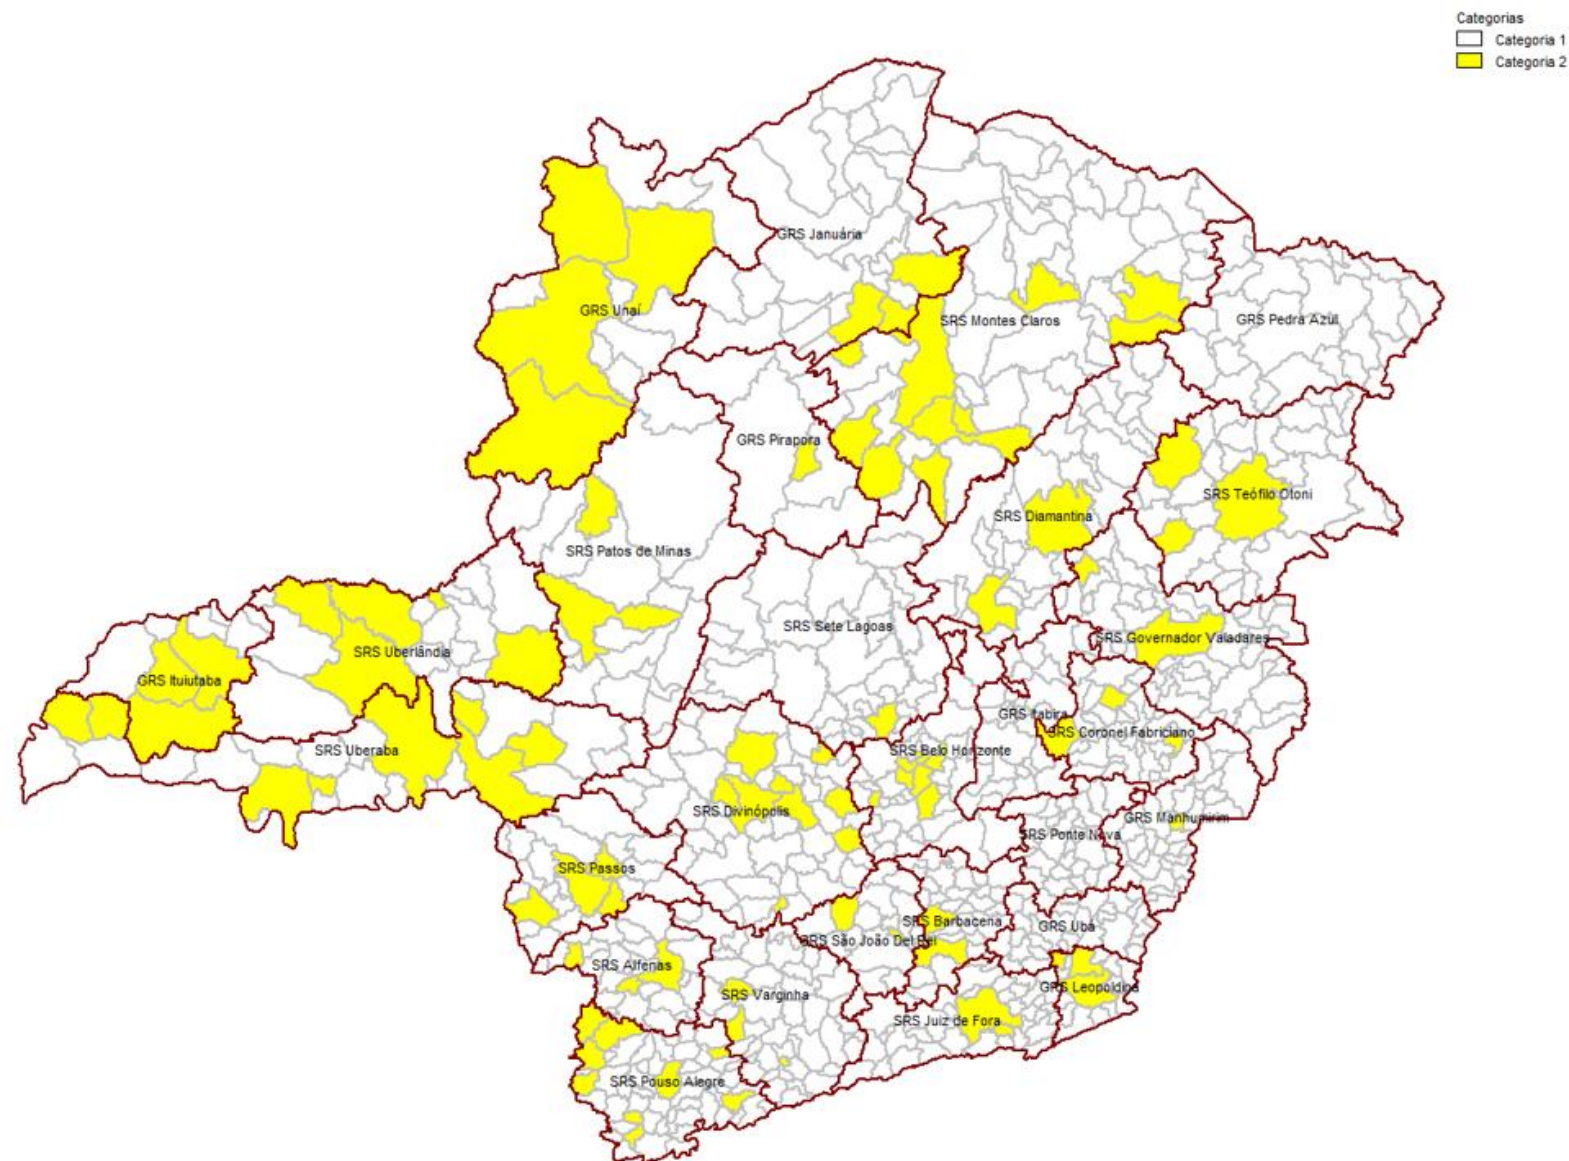 Categorias
Categoria 1
Categoria 2
GRS Januária
GRS Unaí
SRS Montes Claros
GRS Pedra Azul
GRS Pirapora
SRS Teófilo Otoni
SRS Diamantina
SRS Patos de Minas
SRS Sete Lagoas
SRS Governador Valadares
SRS Uberlândia
GRS Ituiutaba
GRS Itabira
SRS Coronel Fabriciano
SRS Uberaba
SRS Belo Horizonte
SRS Divinópolis
GRS Manhumirim
SRS Ponte Nova
SRS Passos
SRS Barbacena
GRS Ubá
GRS São João Del Rei
SRS Alfenas
GRS Leopoldina
SRS Varginha
SRS Juiz de Fora
SRS Pouso Alegre